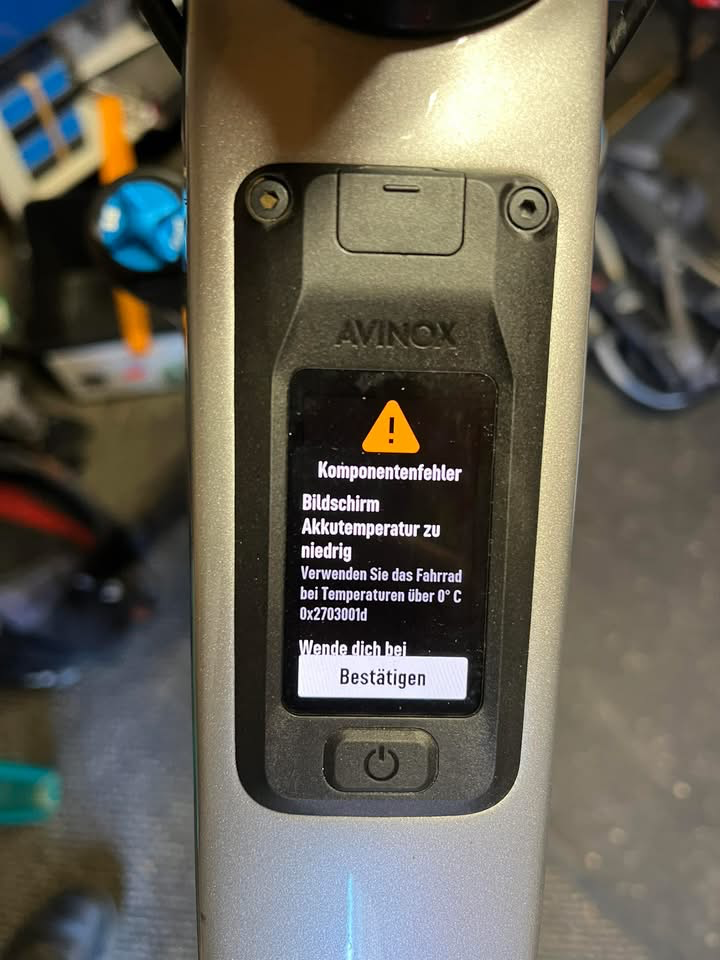 AVINOX
Komponentenfehler
Bildschirm
Akkutemperatur zu
niedrig
Verwenden Sie das Fahrrad
bei Temperaturen über 0° C
0x2703001d
Wende dich bei
Bestätigen